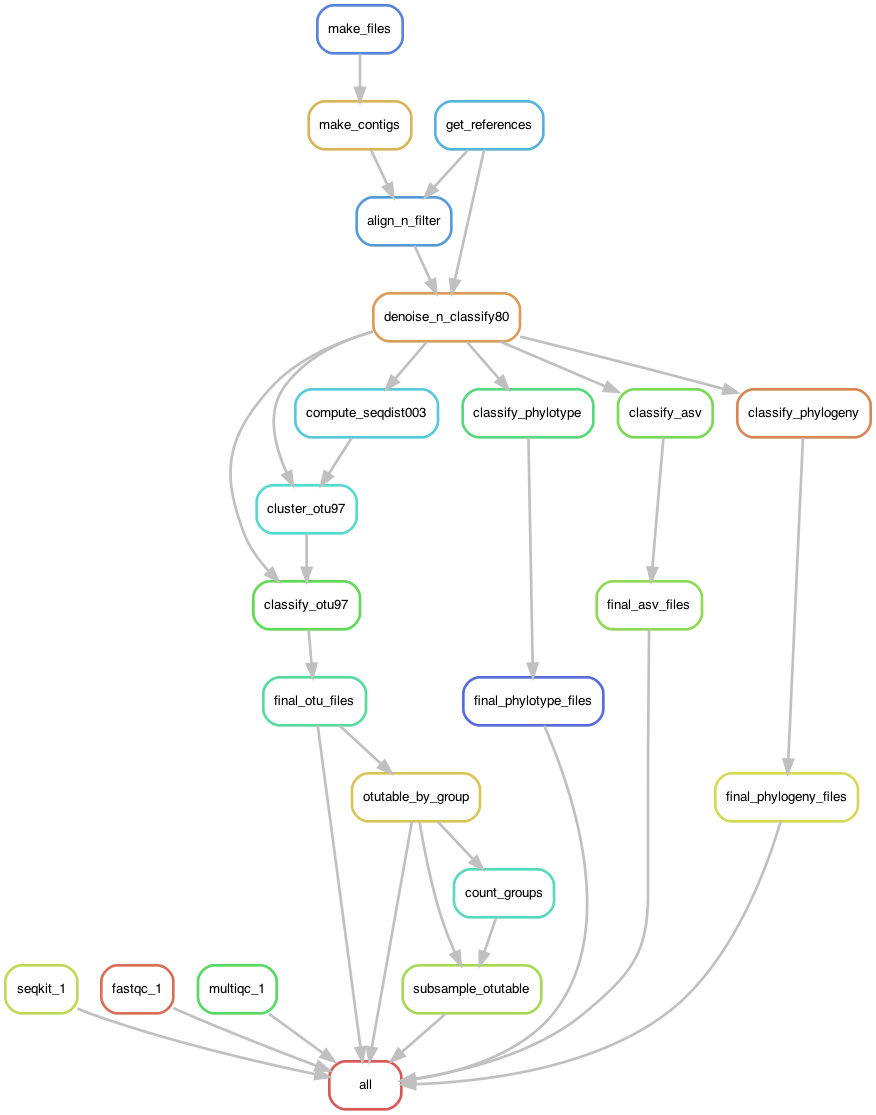 make_files
make_contigs
get_references
align_n_filter
denoise_n_classify80
compute_seqdist003
classify_phylotype
classify_asv
classify_phylogeny
cluster_otu97
classify_otu97
final_asv_files
final_otu_files
final_phylotype_files
otutable_by_group
final_phylogeny_files
count_groups
seqkit_1
fastqc_1
multiqc_1
subsample_otutable
all